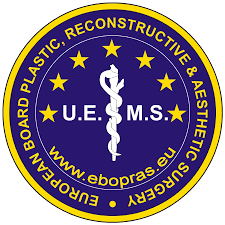 EUROPEAN BOARD PLASTIC, RECONSTRUCTIVE & AESTHETIC SURGERY
U.E. M.S.
www.ebopras.eu